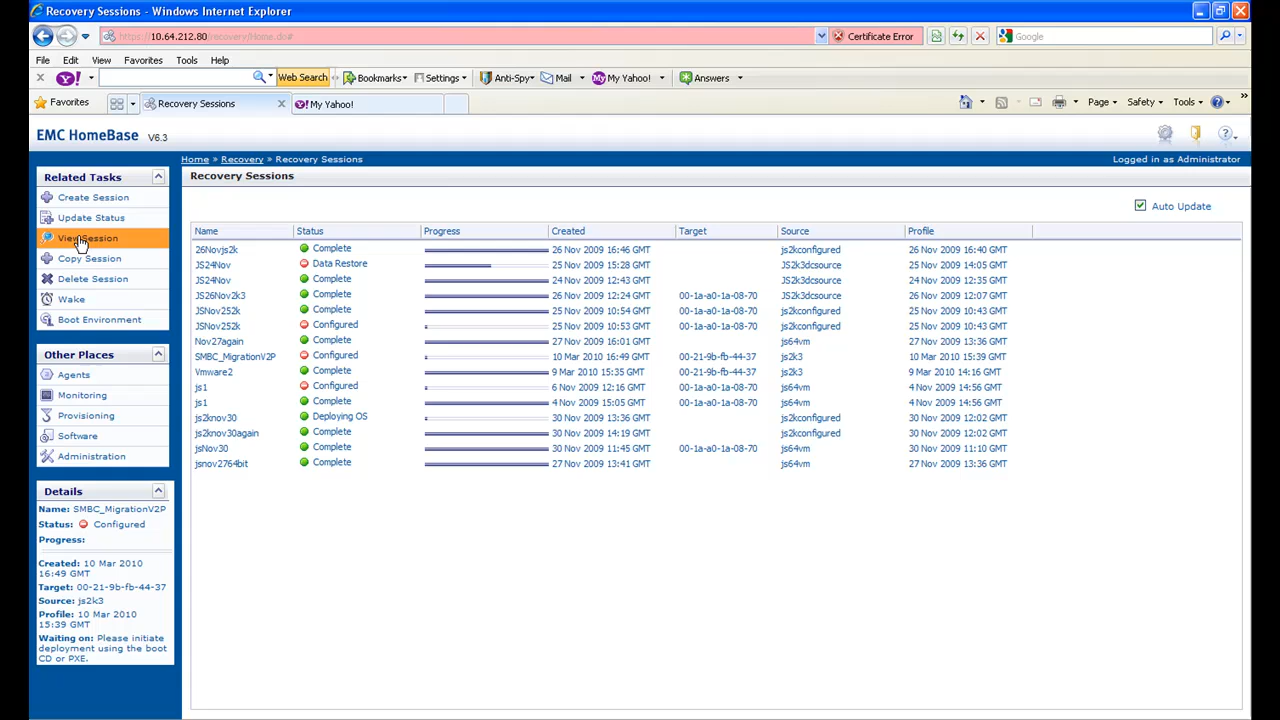 Recovery Sessions - Windows Internet Explorer
https://10.64.212.80/recovery/Home.do#
Certificate Error
Google
File Edit View Favorites Tools Help
Y! Web Search Bookmarks Settings Anti-Spy Mail My Yahoo! Answers
Favorites Recovery Sessions My Yahoo! Page Safety Tools
EMC HomeBase V6.3
Home » Recovery » Recovery Sessions Logged in as Administrator
Related Tasks
Create Session
Update Status
View Session
Copy Session
Delete Session
Wake
Boot Environment
Other Places
Agents
Monitoring
Provisioning
Software
Administration
Details
Name: SMBC_MigrationV2P
Status: Configured
Progress:
Created: 10 Mar 2010
16:49 GMT
Target: 00-21-9b-fb-44-37
Source: js2k3
Profile: 10 Mar 2010
15:39 GMT
Waiting on: Please initiate
deployment using the boot
CD or PXE.
Recovery Sessions
Auto Update
Name Status Progress Created Target Source Profile
26Novjs2k Complete 26 Nov 2009 16:46 GMT js2kconfigured 26 Nov 2009 16:40 GMT
JS24Nov Data Restore 25 Nov 2009 15:28 GMT JS2k3dcsource 25 Nov 2009 14:05 GMT
JS24Nov Complete 24 Nov 2009 12:43 GMT JS2k3dcsource 24 Nov 2009 12:35 GMT
JS26Nov2k3 Complete 26 Nov 2009 12:24 GMT 00-1a-a0-1a-08-70 JS2k3dcsource 26 Nov 2009 12:07 GMT
JSNov252k Complete 25 Nov 2009 10:54 GMT 00-1a-a0-1a-08-70 js2kconfigured 25 Nov 2009 10:43 GMT
JSNov252k Configured 25 Nov 2009 10:53 GMT 00-1a-a0-1a-08-70 js2kconfigured 25 Nov 2009 10:43 GMT
Nov27again Complete 27 Nov 2009 16:01 GMT js64vm 27 Nov 2009 13:36 GMT
SMBC_MigrationV2P Configured 10 Mar 2010 16:49 GMT 00-21-9b-fb-44-37 js2k3 10 Mar 2010 15:39 GMT
Vmware2 Complete 9 Mar 2010 15:35 GMT 00-21-9b-fb-44-37 js2k3 9 Mar 2010 14:16 GMT
js1 Configured 6 Nov 2009 12:16 GMT 00-1a-a0-1a-08-70 js64vm 4 Nov 2009 14:56 GMT
js1 Complete 4 Nov 2009 15:05 GMT 00-1a-a0-1a-08-70 js64vm 4 Nov 2009 14:56 GMT
js2knov30 Deploying OS 30 Nov 2009 13:36 GMT js2kconfigured 30 Nov 2009 12:02 GMT
js2knov30again Complete 30 Nov 2009 14:19 GMT js2kconfigured 30 Nov 2009 12:02 GMT
jsNov30 Complete 30 Nov 2009 11:45 GMT 00-1a-a0-1a-08-70 js64vm 30 Nov 2009 11:10 GMT
jsnov2764bit Complete 27 Nov 2009 13:41 GMT js64vm 27 Nov 2009 13:36 GMT